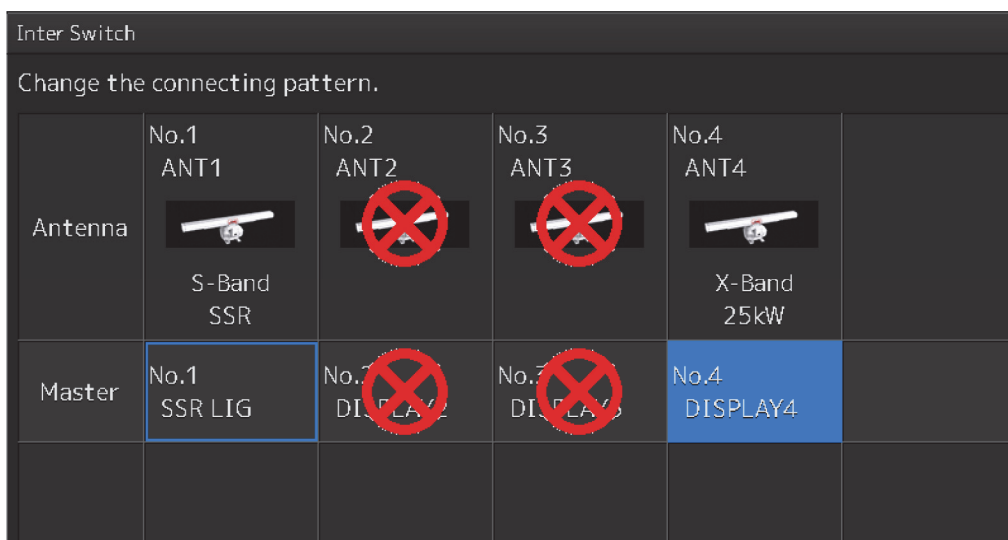 Inter Switch
Change the connecting pattern.
No.1 No.2 No.3 No.4
ANT1 ANT2 ANT3 ANT4
Antenna
S-Band X-Band
SSR 25kW
Master
No.1 No.4
SSR LIG DISPLAY4